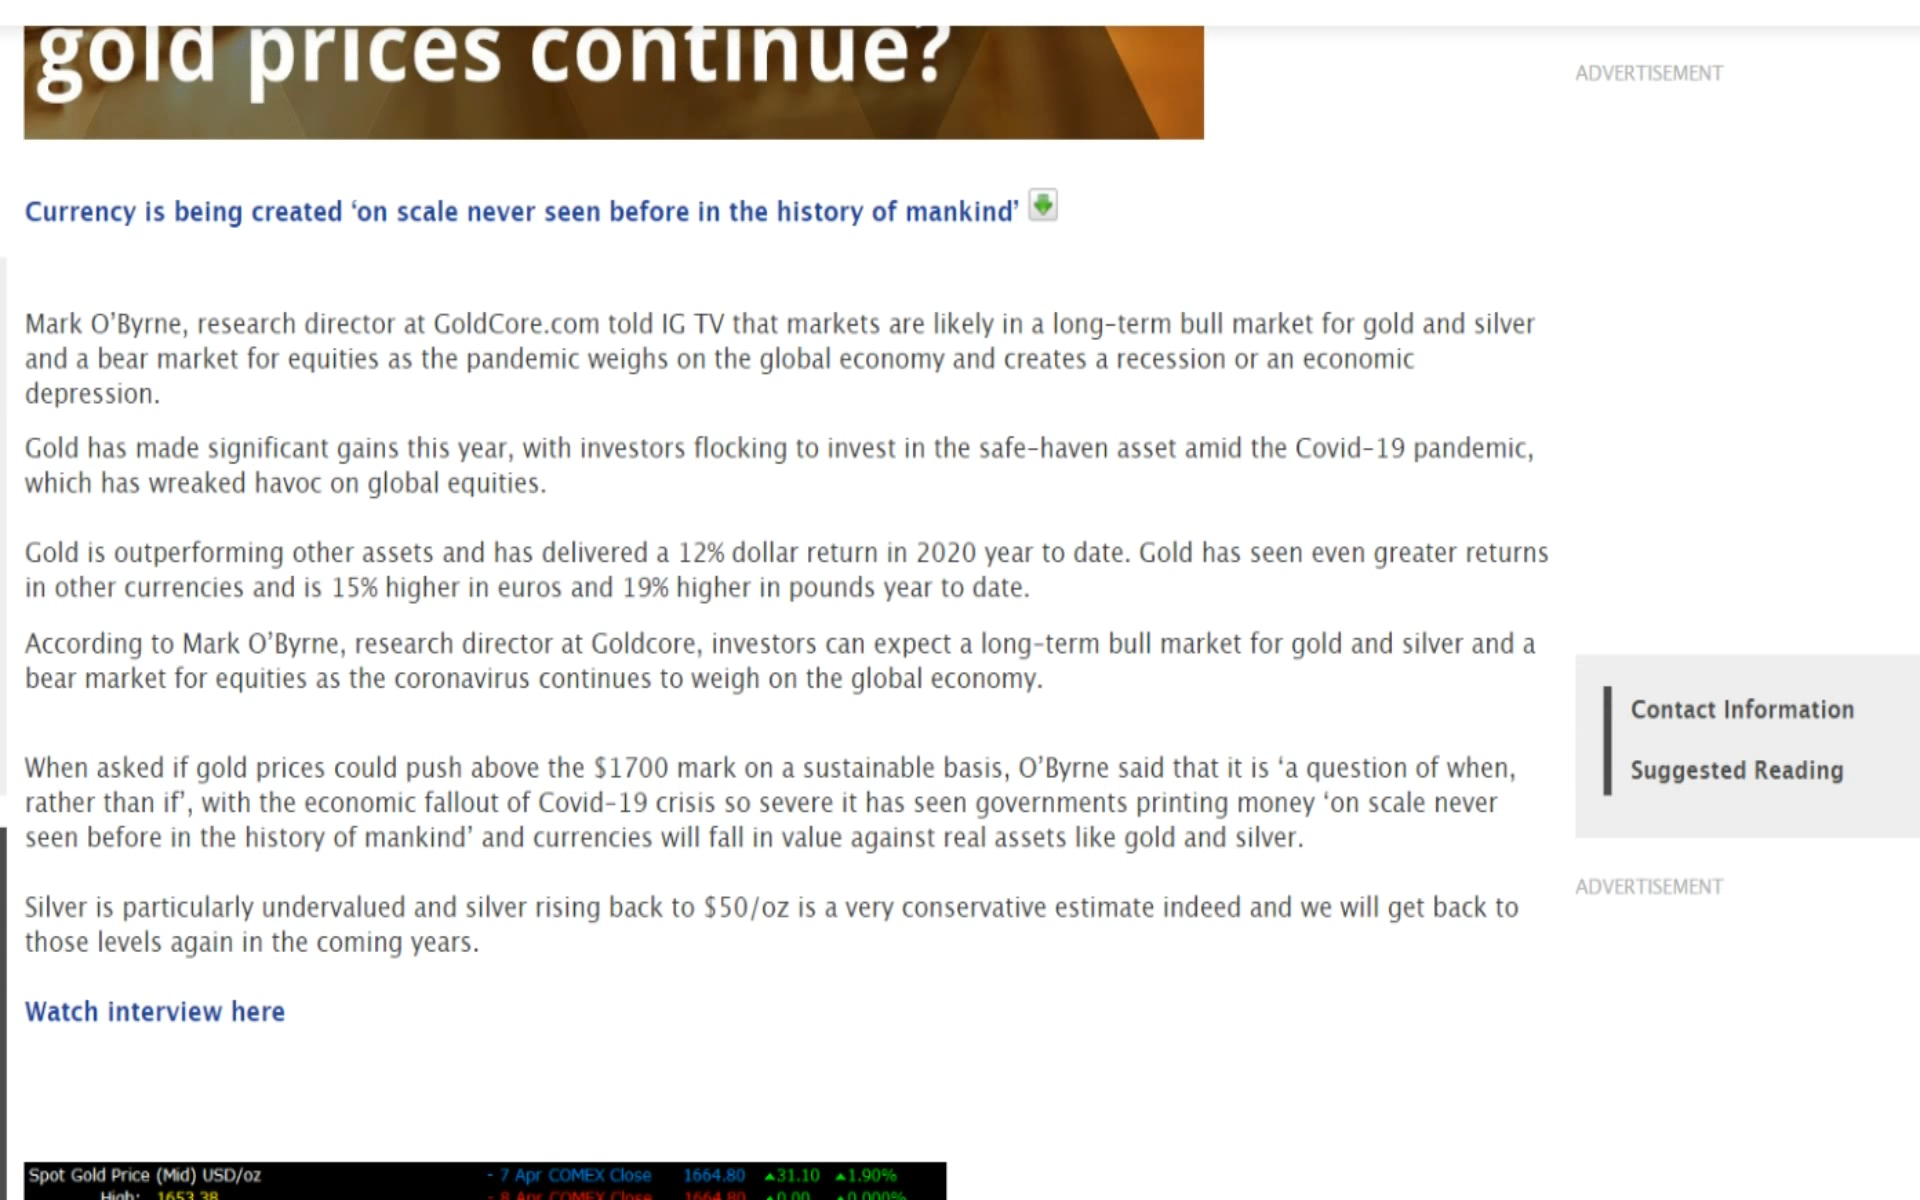 gold prices continue?
ADVERTISEMENT
Currency is being created ‘on scale never seen before in the history of mankind’
Mark O’Byrne, research director at GoldCore.com told IG TV that markets are likely in a long-term bull market for gold and silver
and a bear market for equities as the pandemic weighs on the global economy and creates a recession or an economic
depression.
Gold has made significant gains this year, with investors flocking to invest in the safe-haven asset amid the Covid-19 pandemic,
which has wreaked havoc on global equities.
Gold is outperforming other assets and has delivered a 12% dollar return in 2020 year to date. Gold has seen even greater returns
in other currencies and is 15% higher in euros and 19% higher in pounds year to date.
According to Mark O’Byrne, research director at Goldcore, investors can expect a long-term bull market for gold and silver and a
bear market for equities as the coronavirus continues to weigh on the global economy.
When asked if gold prices could push above the $1700 mark on a sustainable basis, O’Byrne said that it is ‘a question of when,
rather than if’, with the economic fallout of Covid-19 crisis so severe it has seen governments printing money ‘on scale never
seen before in the history of mankind’ and currencies will fall in value against real assets like gold and silver.
Silver is particularly undervalued and silver rising back to $50/oz is a very conservative estimate indeed and we will get back to
those levels again in the coming years.
Watch interview here
Contact Information
Suggested Reading
ADVERTISEMENT
Spot Gold Price (Mid) USD/oz - 7 Apr COMEX Close 1664.80 ▲31.10 ▲1.90%
High: 1653.38 - 8 Apr COMEX Close 1664.80 ▲0.00 ▲0.000%